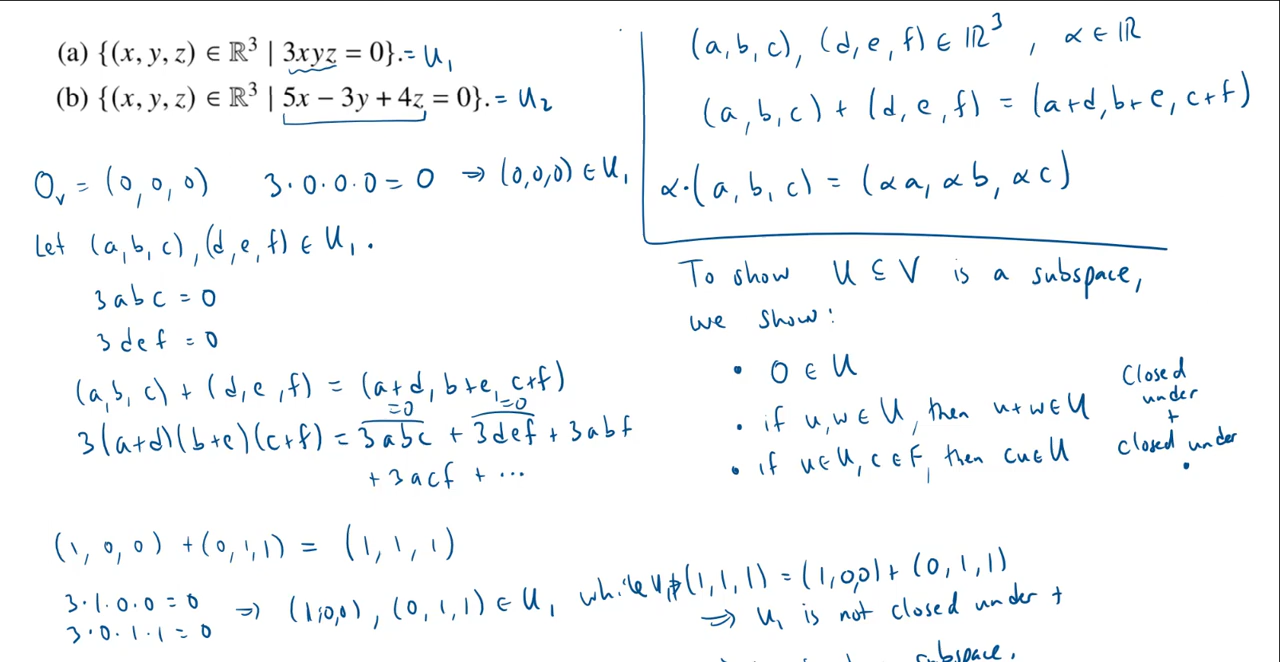 (a) {(x, y, z) ∈ ℝ³ | 3xyz = 0}. = U₁
(b) {(x, y, z) ∈ ℝ³ | 5x − 3y + 4z = 0}. = U₂
0ᵥ = (0, 0, 0) 3·0·0·0 = 0 ⇒ (0,0,0) ∈ U₁
Let (a, b, c), (d, e, f) ∈ U₁.
3abc = 0
3def = 0
(a, b, c) + (d, e, f) = (a+d, b+e, c+f)
=0 =0
3(a+d)(b+e)(c+f) = 3abc + 3def + 3abf
+ 3acf + ...
(1, 0, 0) + (0, 1, 1) = (1, 1, 1)
3·1·0·0 = 0
3·0·1·1 = 0
⇒ (1,0,0), (0, 1, 1) ∈ U₁ while U₁ ∌ (1, 1, 1) = (1,0,0) + (0, 1, 1)
⇒ U₁ is not closed under +
subspace.
(a, b, c), (d, e, f) ∈ ℝ³, α ∈ ℝ
(a, b, c) + (d, e, f) = (a+d, b+e, c+f)
α·(a, b, c) = (αa, αb, αc)
To show U ⊆ V is a subspace,
we show:
• 0 ∈ U
• if u, w ∈ U, then u+w ∈ U closed under +
• if u ∈ U, c ∈ F, then cu ∈ U closed under ·